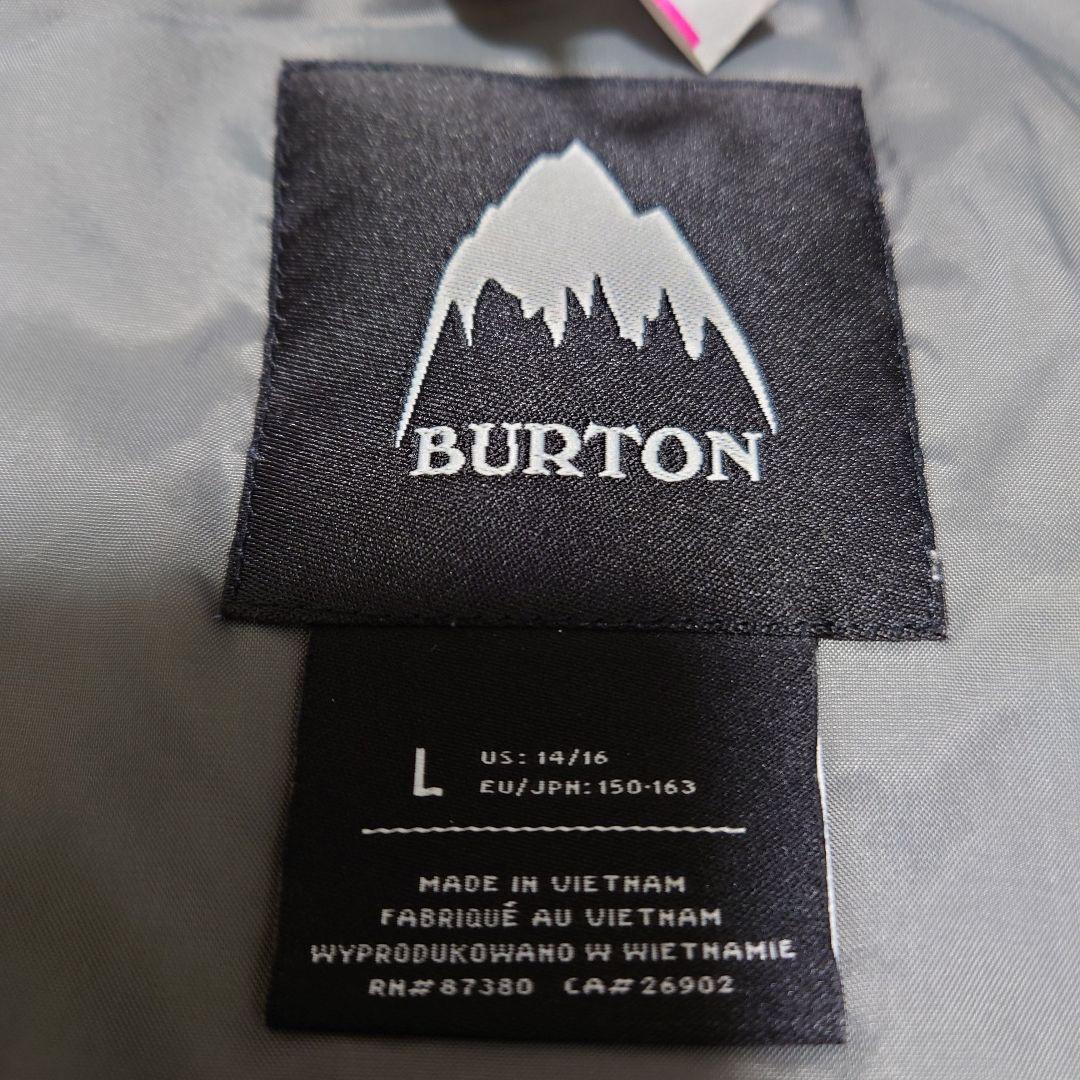 BURTON
L
US: 14/16
EU/JPN: 150-163
MADE IN VIETNAM
FABRIQUÉ AU VIETNAM
WYPRODUKOWANO W WIETNAMIE
RN# 87380 CA# 26902